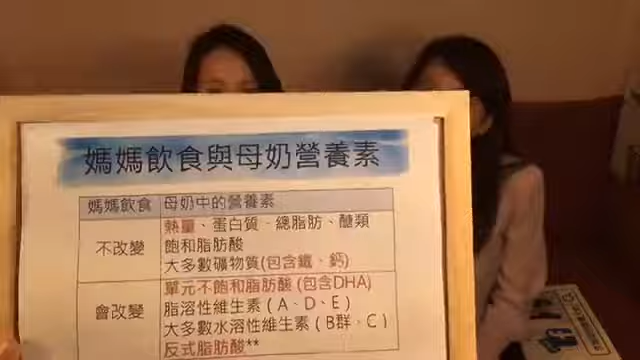 媽媽飲食與母奶營養素
媽媽飲食 母奶中的營養素
不改變
熱量、蛋白質、總脂肪、醣類
飽和脂肪酸
大多數礦物質(包含鐵、鈣)
會改變
單元不飽和脂肪酸(包含DHA)
脂溶性維生素(A、D、E)
大多數水溶性維生素(B群、C)
反式脂肪酸**